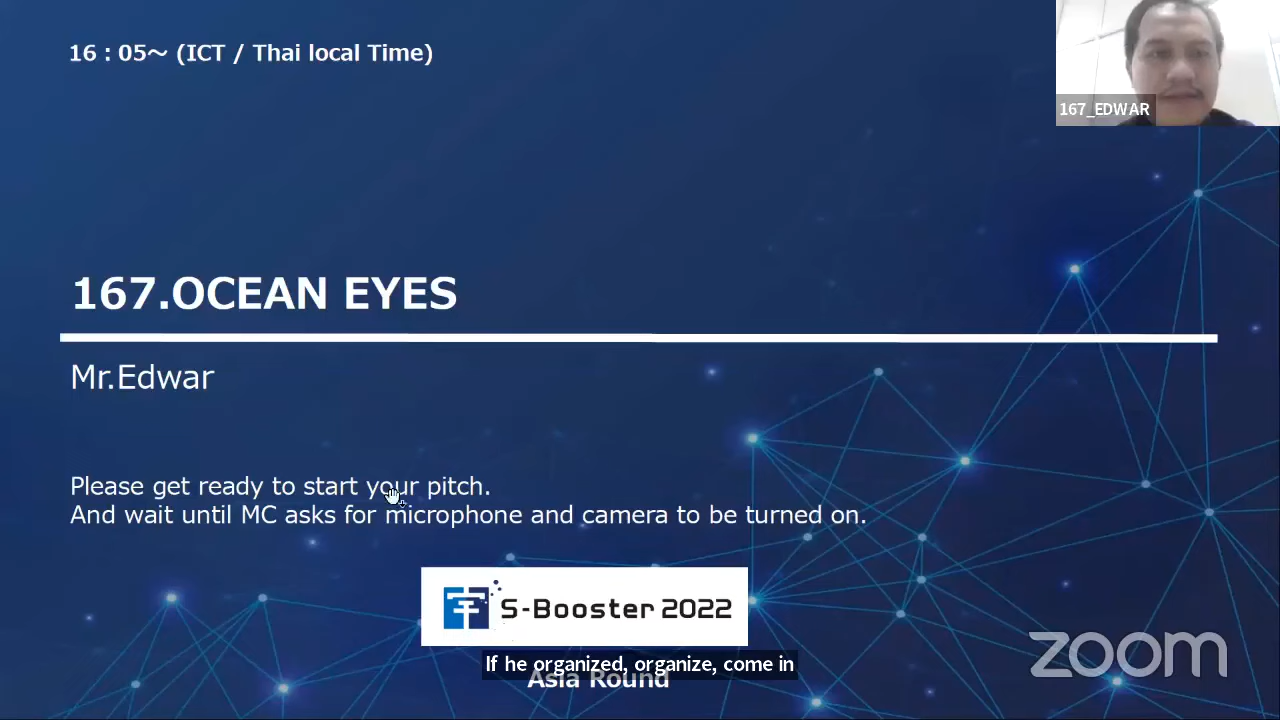 16：05～ (ICT / Thai local Time)
167_EDWAR
167.OCEAN EYES
Mr.Edwar
Please get ready to start your pitch.
And wait until MC asks for microphone and camera to be turned on.
S-Booster 2022
If he organized, organize, come in
Asia Round
zoom